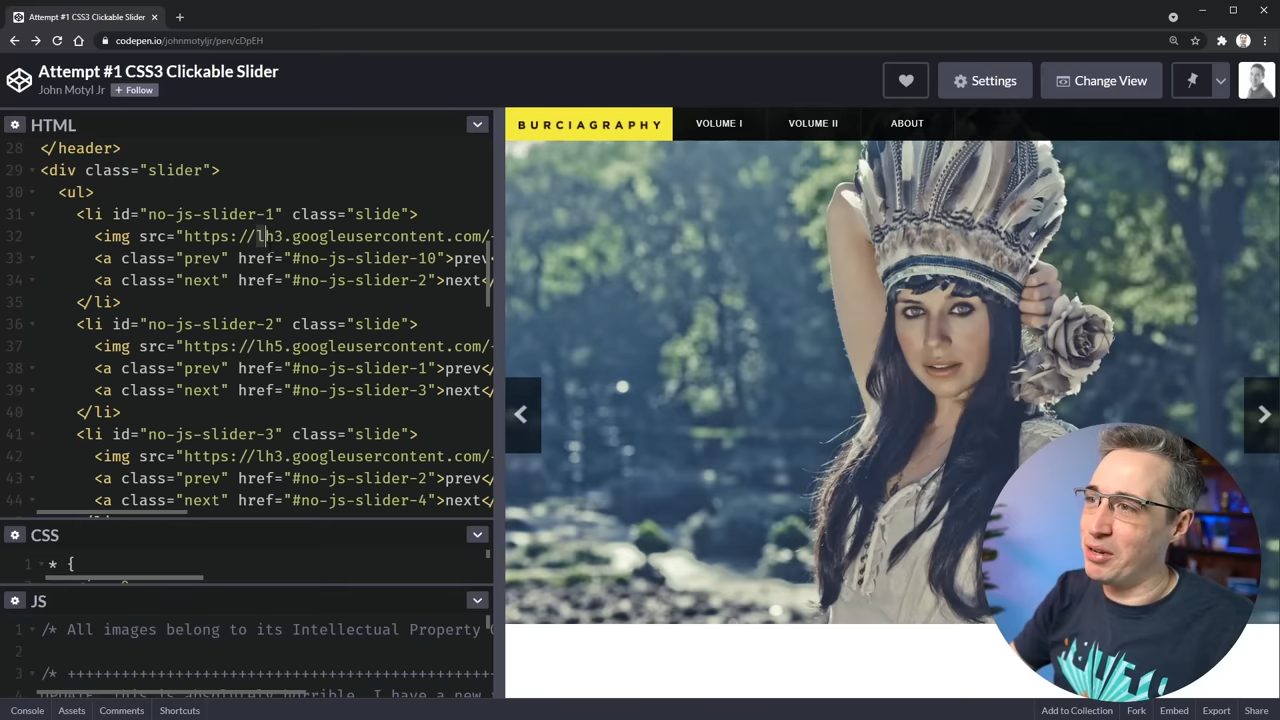 Attempt #1 CSS3 Clickable Slider
codepen.io/johnmotyljr/pen/cDpEH
Attempt #1 CSS3 Clickable Slider
John Motyl Jr
+ Follow
Settings
Change View
HTML
28 </header>
29 <div class="slider">
30 <ul>
31 <li id="no-js-slider-1" class="slide">
32 <img src="https://lh3.googleusercontent.com/-
33 <a class="prev" href="#no-js-slider-10">prev
34 <a class="next" href="#no-js-slider-2">next<
35 </li>
36 <li id="no-js-slider-2" class="slide">
37 <img src="https://lh5.googleusercontent.com/-
38 <a class="prev" href="#no-js-slider-1">prev<
39 <a class="next" href="#no-js-slider-3">next<
40 </li>
41 <li id="no-js-slider-3" class="slide">
42 <img src="https://lh3.googleusercontent.com/-
43 <a class="prev" href="#no-js-slider-2">prev<
44 <a class="next" href="#no-js-slider-4">next<
CSS
1 * {
JS
1 /* All images belong to its Intellectual Property
2
3 /* ++++++++++++++++++++++++++++++++++++++++++++++
BURCIAGRAPHY
VOLUME I
VOLUME II
ABOUT
Console
Assets
Comments
Shortcuts
Add to Collection
Fork
Embed
Export
Share